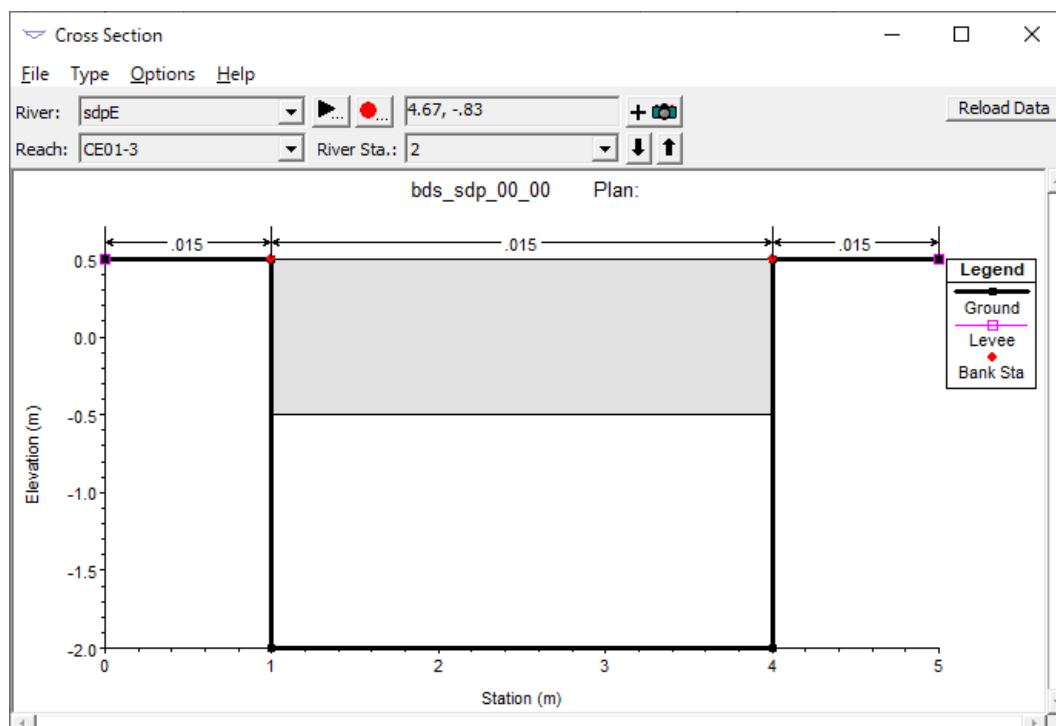 Cross Section
File Type Options Help
River: sdpE ... ... 4.67, -.83 + Reload Data
Reach: CE01-3 River Sta.: 2
bds_sdp_00_00 Plan:
.015 .015 .015
0.5
0.0
-0.5
-1.0
-1.5
-2.0
Elevation (m)
0 1 2 3 4 5
Station (m)
Legend
Ground
Levee
Bank Sta